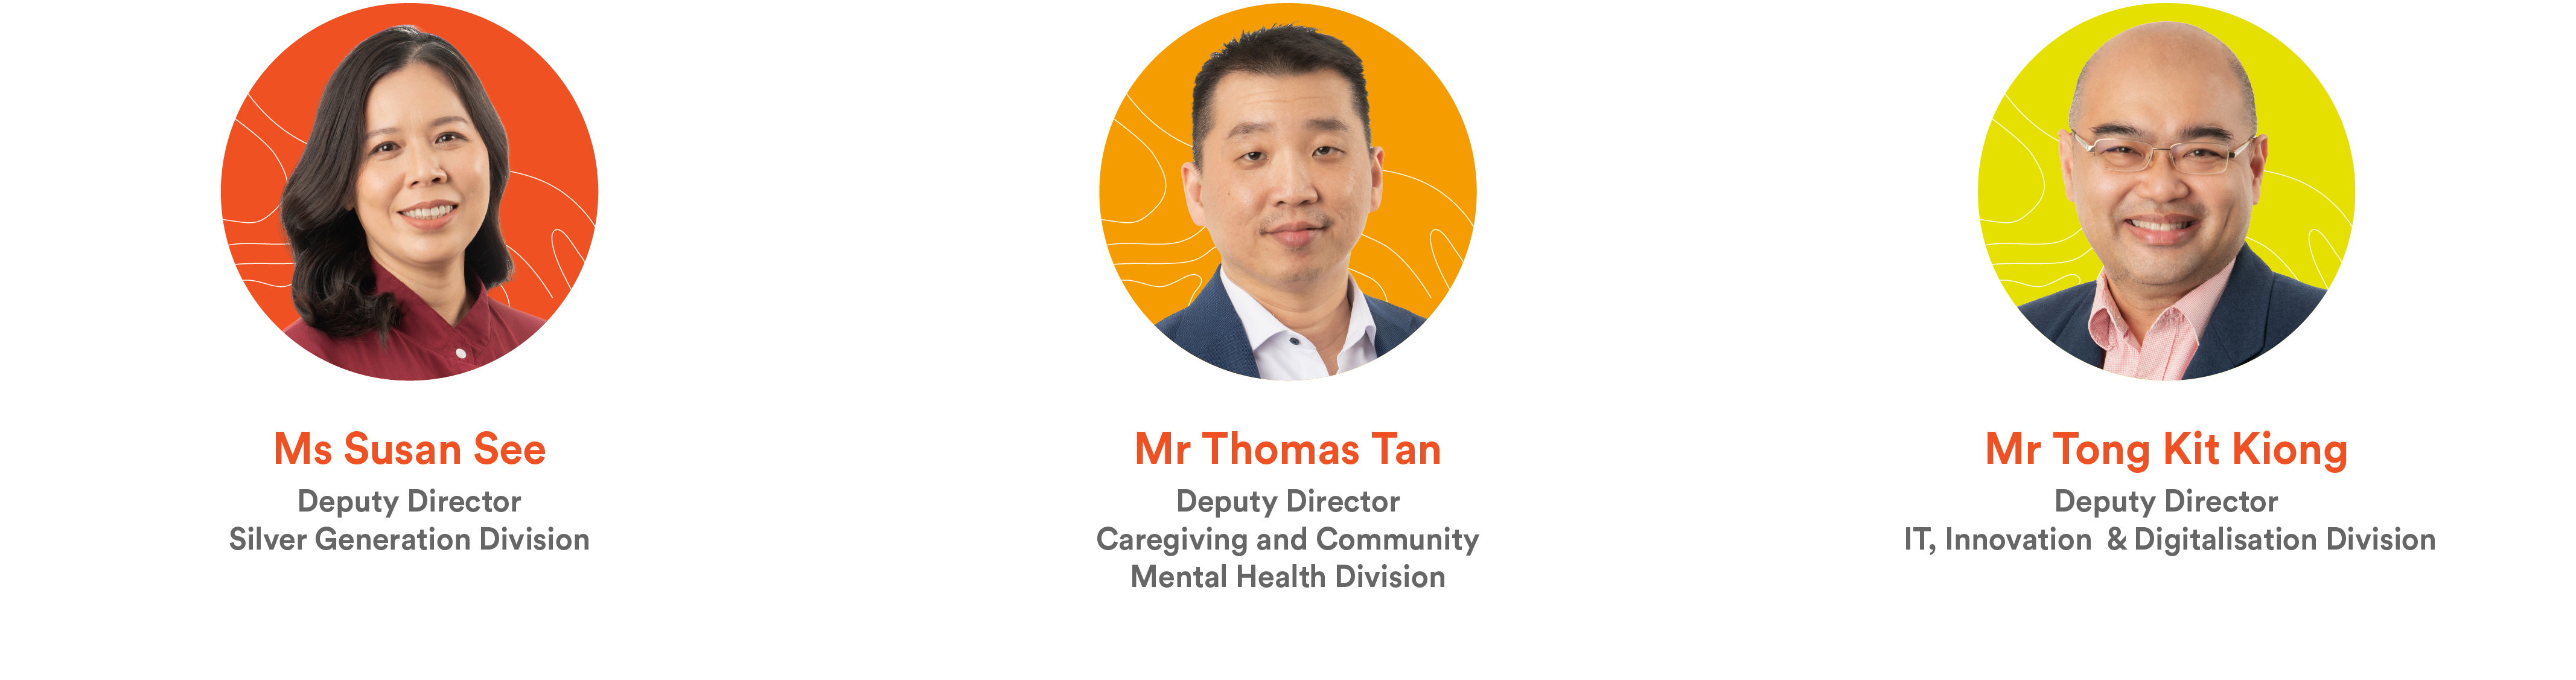 Ms Susan See
Deputy Director
Silver Generation Division
Mr Thomas Tan
Deputy Director
Caregiving and Community
Mental Health Division
Mr Tong Kit Kiong
Deputy Director
IT, Innovation  & Digitalisation Division